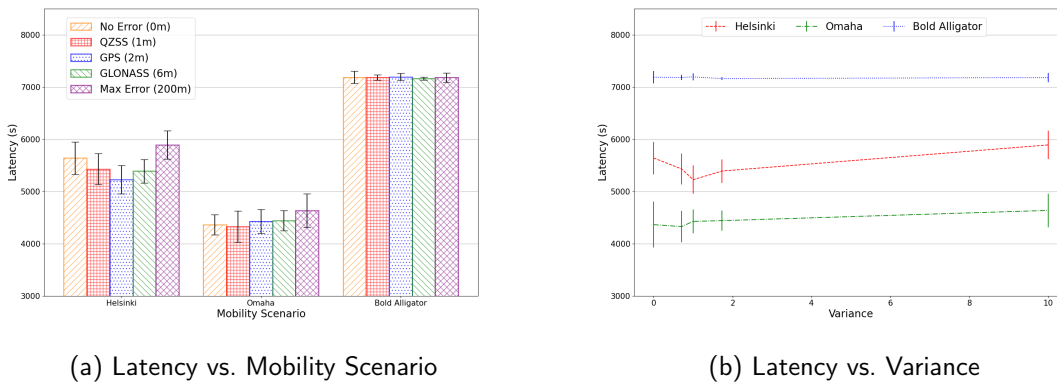 8000
7000
6000
5000
4000
3000
Latency (s)
No Error (0m)
QZSS (1m)
GPS (2m)
GLONASS (6m)
Max Error (200m)
Helsinki
Omaha
Bold Alligator
Mobility Scenario
(a) Latency vs. Mobility Scenario
8000
7000
6000
5000
4000
3000
Latency (s)
Helsinki
Omaha
Bold Alligator
0
2
4
6
8
10
Variance
(b) Latency vs. Variance